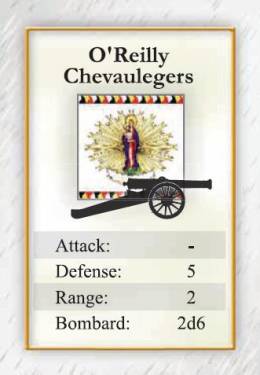 O'Reilly
Chevaulegers
Attack: -
Defense: 5
Range: 2
Bombard: 2d6